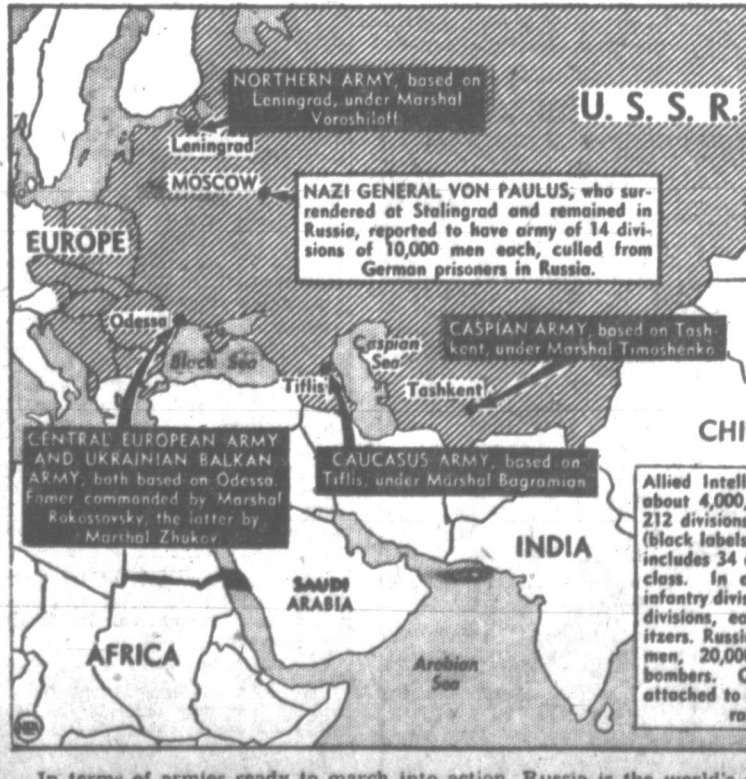 NORTHERN ARMY, based on
Leningrad, under Marshal
Voroshiloff
U. S. S. R.
Leningrad
MOSCOW
NAZI GENERAL VON PAULUS, who sur-
rendered at Stalingrad and remained in
Russia, reported to have army of 14 divi-
sions of 10,000 men each, culled from
German prisoners in Russia.
EUROPE
Odessa
Black Sea
Caspian
Sea
CASPIAN ARMY, based on Tash-
kent, under Marshal Timoshenko
Tiflis
Tashkent
CHI
CENTRAL EUROPEAN ARMY
AND UKRAINIAN BALKAN
ARMY, both based on Odessa
Fomer commanded by Marshal
Rokossovsky, the latter by
Marshal Zhukov
CAUCASUS ARMY, based on
Tiflis, under Marshal Bagramian
Allied Intell
about 4,000,
212 divisions
(black labels
includes 34
class. In a
infantry divis
divisions, ea
itzers. Russi
men, 20,000
bombers. C
attached to
ra
INDIA
SAUDI
ARABIA
AFRICA
Arabian
Sea
In terms of armies ready to march into action, Russia is the world's